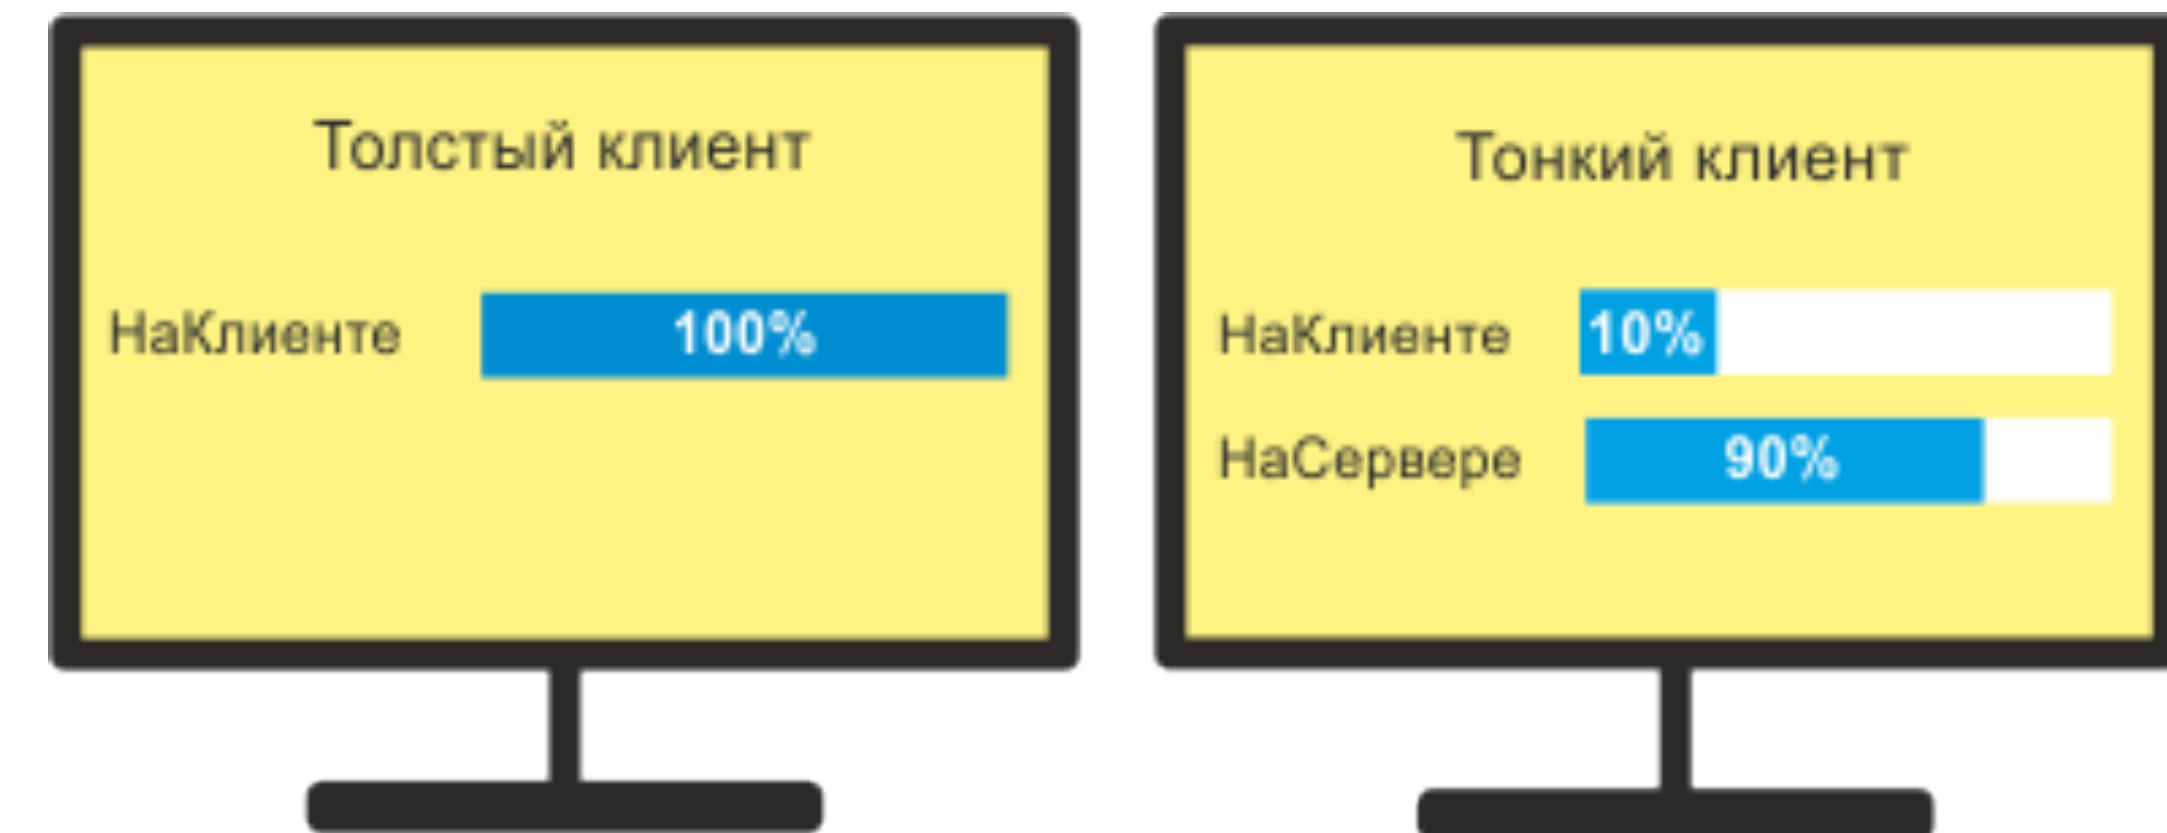 Толстый клиент
НаКлиенте 100%
Тонкий клиент
НаКлиенте 10%
НаСервере 90%